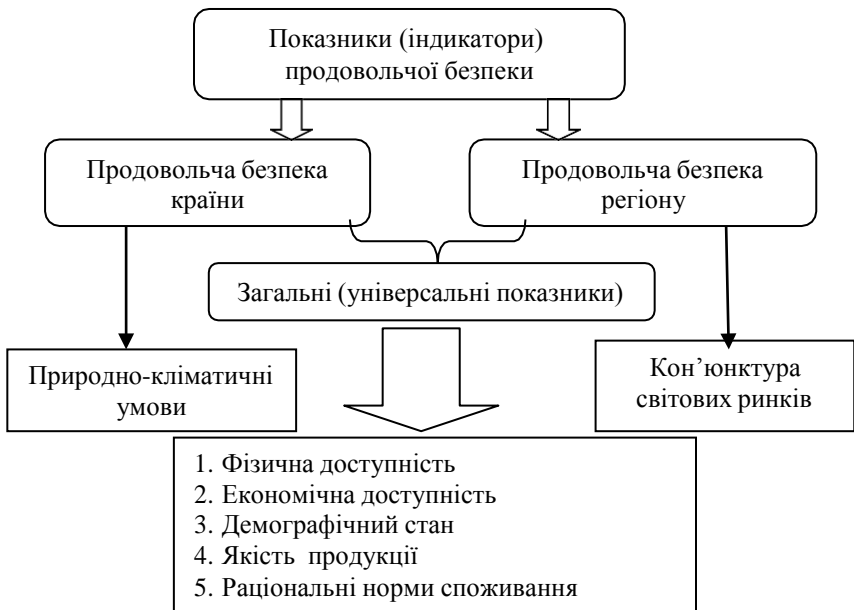 Показники (індикатори)
продовольчої безпеки
Продовольча безпека
країни
Продовольча безпека
регіону
Загальні (універсальні показники)
Природно-кліматичні
умови
Кон’юнктура
світових ринків
1. Фізична доступність
2. Економічна доступність
3. Демографічний стан
4. Якість продукції
5. Раціональні норми споживання